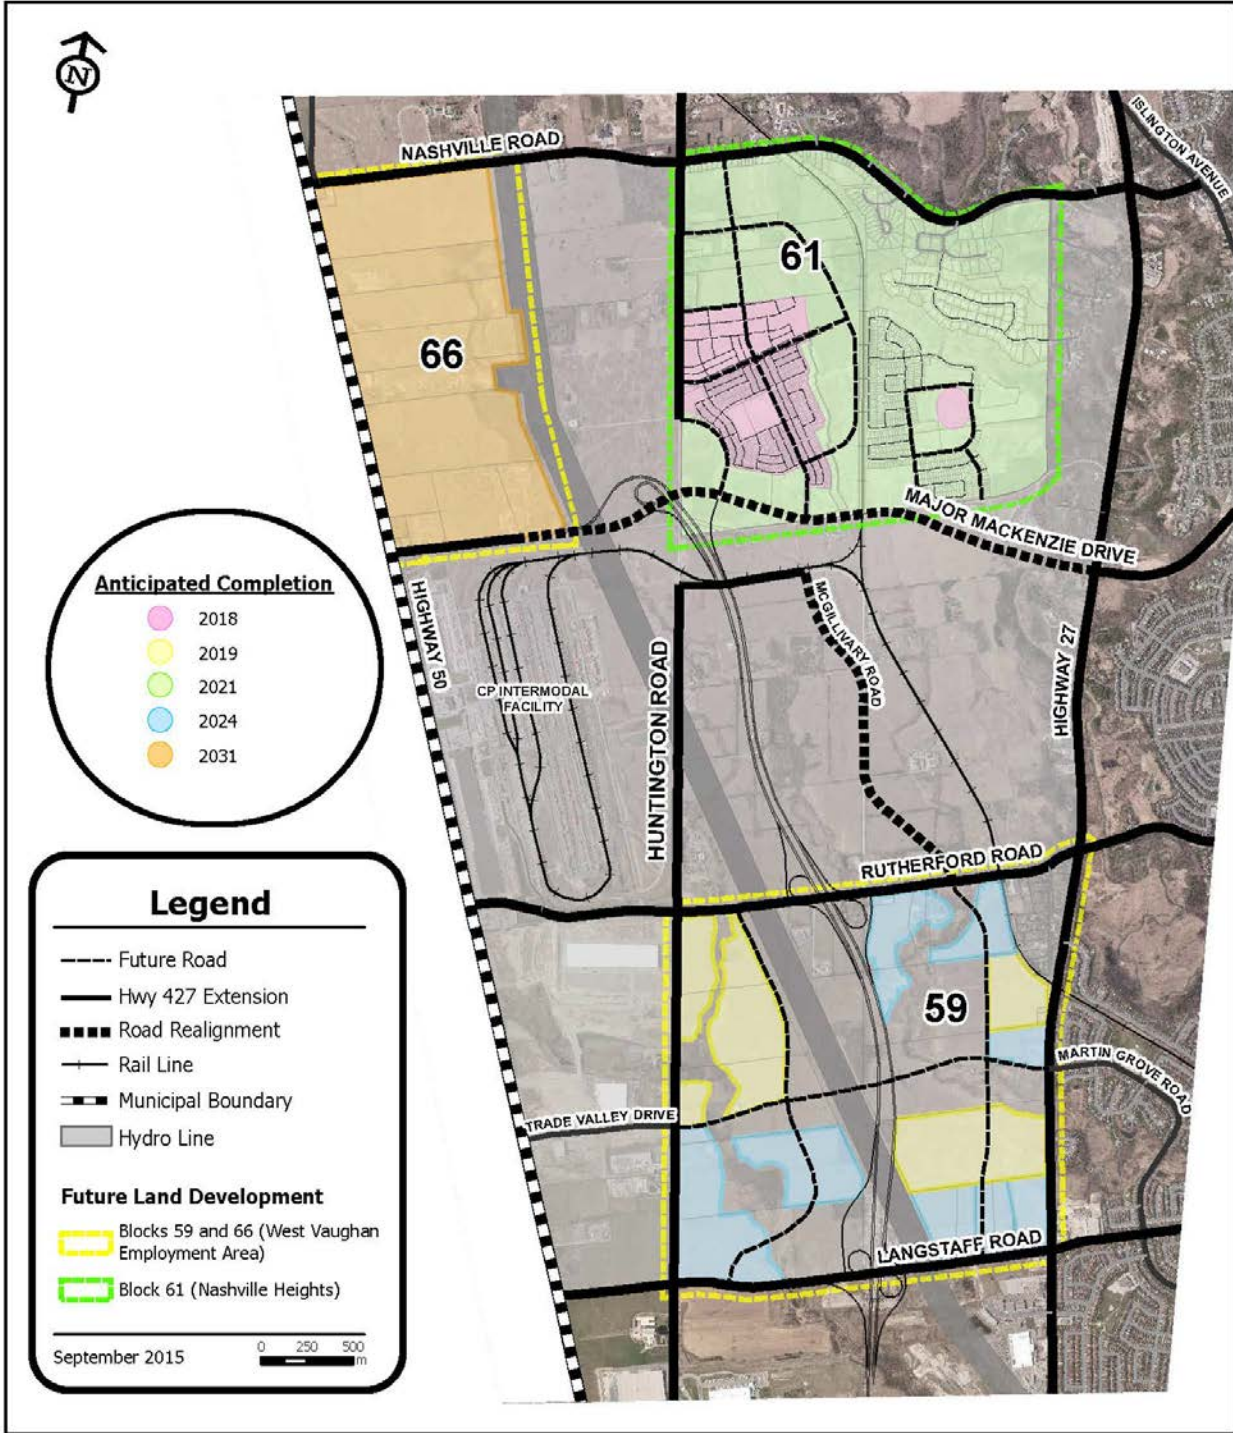 N
NASHVILLE ROAD
ISLINGTON AVENUE
61
66
MAJOR MACKENZIE DRIVE
Anticipated Completion
2018
2019
2021
2024
2031
HIGHWAY 50
CP INTERMODAL
FACILITY
HUNTINGTON ROAD
MCGILLIVARY ROAD
HIGHWAY 27
RUTHERFORD ROAD
59
MARTIN GROVE ROAD
TRADE VALLEY DRIVE
LANGSTAFF ROAD
Legend
Future Road
Hwy 427 Extension
Road Realignment
Rail Line
Municipal Boundary
Hydro Line
Future Land Development
Blocks 59 and 66 (West Vaughan
Employment Area)
Block 61 (Nashville Heights)
September 2015
0 250 500
m